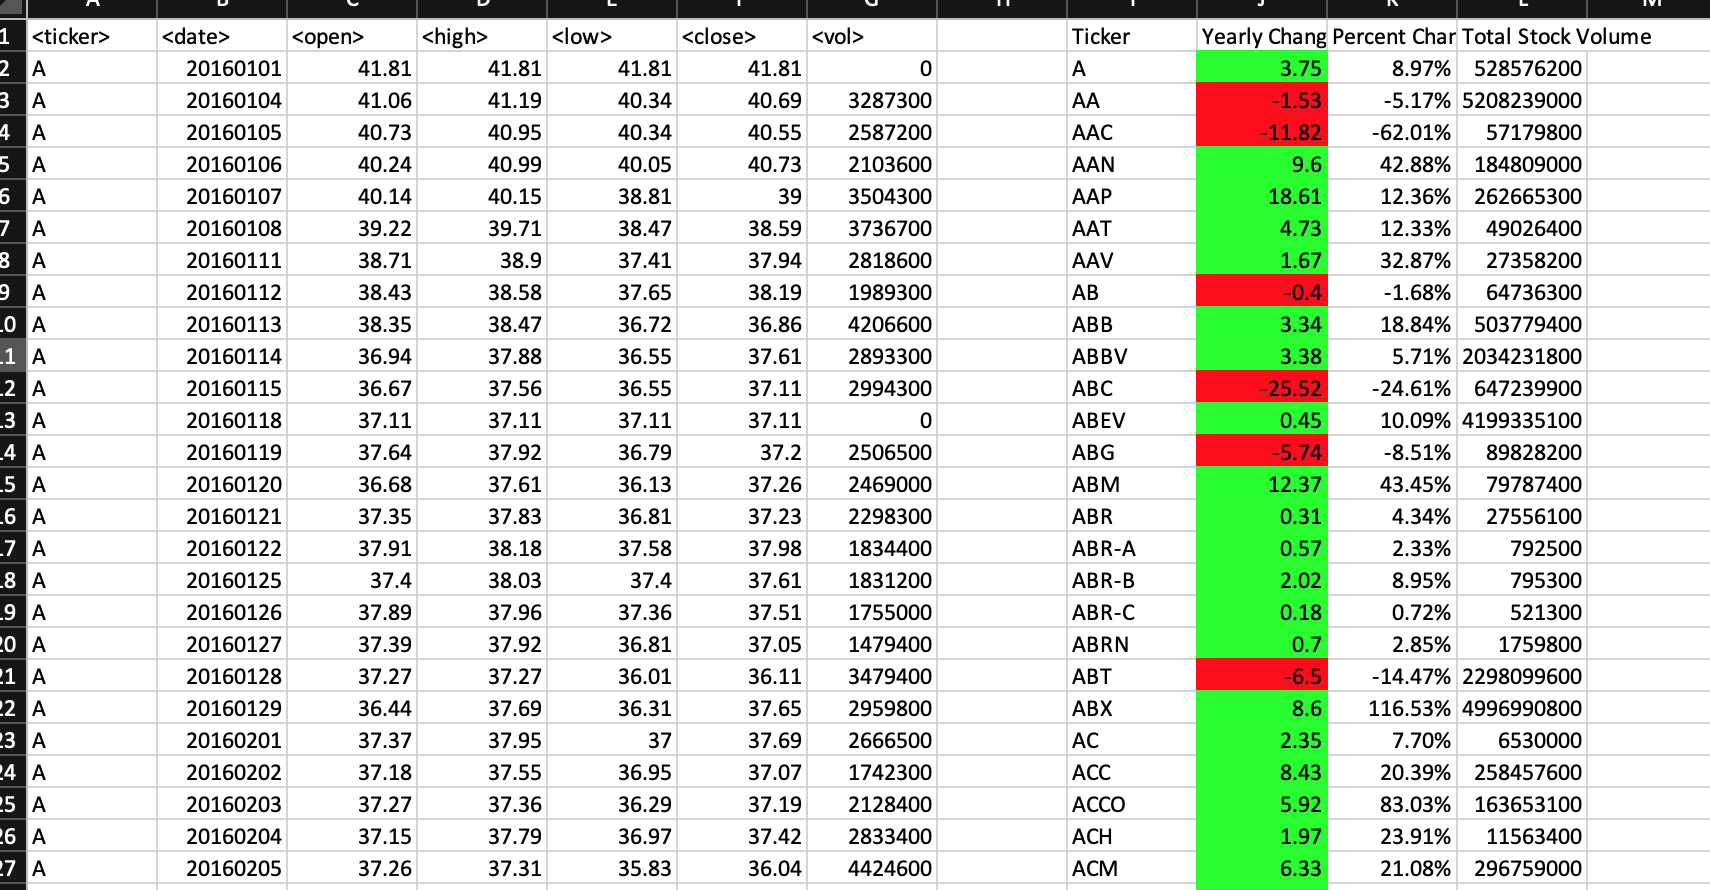 A B C D E F G H I J K L M
1 <ticker> <date> <open> <high> <low> <close> <vol> Ticker Yearly Chang Percent Char Total Stock Volume
2 A 20160101 41.81 41.81 41.81 41.81 0 A 3.75 8.97% 528576200
3 A 20160104 41.06 41.19 40.34 40.69 3287300 AA -1.53 -5.17% 5208239000
4 A 20160105 40.73 40.95 40.34 40.55 2587200 AAC -11.82 -62.01% 57179800
5 A 20160106 40.24 40.99 40.05 40.73 2103600 AAN 9.6 42.88% 184809000
6 A 20160107 40.14 40.15 38.81 39 3504300 AAP 18.61 12.36% 262665300
7 A 20160108 39.22 39.71 38.47 38.59 3736700 AAT 4.73 12.33% 49026400
8 A 20160111 38.71 38.9 37.41 37.94 2818600 AAV 1.67 32.87% 27358200
9 A 20160112 38.43 38.58 37.65 38.19 1989300 AB -0.4 -1.68% 64736300
10 A 20160113 38.35 38.47 36.72 36.86 4206600 ABB 3.34 18.84% 503779400
11 A 20160114 36.94 37.88 36.55 37.61 2893300 ABBV 3.38 5.71% 2034231800
12 A 20160115 36.67 37.56 36.55 37.11 2994300 ABC -25.52 -24.61% 647239900
13 A 20160118 37.11 37.11 37.11 37.11 0 ABEV 0.45 10.09% 4199335100
14 A 20160119 37.64 37.92 36.79 37.2 2506500 ABG -5.74 -8.51% 89828200
15 A 20160120 36.68 37.61 36.13 37.26 2469000 ABM 12.37 43.45% 79787400
16 A 20160121 37.35 37.83 36.81 37.23 2298300 ABR 0.31 4.34% 27556100
17 A 20160122 37.91 38.18 37.58 37.98 1834400 ABR-A 0.57 2.33% 792500
18 A 20160125 37.4 38.03 37.4 37.61 1831200 ABR-B 2.02 8.95% 795300
19 A 20160126 37.89 37.96 37.36 37.51 1755000 ABR-C 0.18 0.72% 521300
20 A 20160127 37.39 37.92 36.81 37.05 1479400 ABRN 0.7 2.85% 1759800
21 A 20160128 37.27 37.27 36.01 36.11 3479400 ABT -6.5 -14.47% 2298099600
22 A 20160129 36.44 37.69 36.31 37.65 2959800 ABX 8.6 116.53% 4996990800
23 A 20160201 37.37 37.95 37 37.69 2666500 AC 2.35 7.70% 6530000
24 A 20160202 37.18 37.55 36.95 37.07 1742300 ACC 8.43 20.39% 258457600
25 A 20160203 37.27 37.36 36.29 37.19 2128400 ACCO 5.92 83.03% 163653100
26 A 20160204 37.15 37.79 36.97 37.42 2833400 ACH 1.97 23.91% 11563400
27 A 20160205 37.26 37.31 35.83 36.04 4424600 ACM 6.33 21.08% 296759000